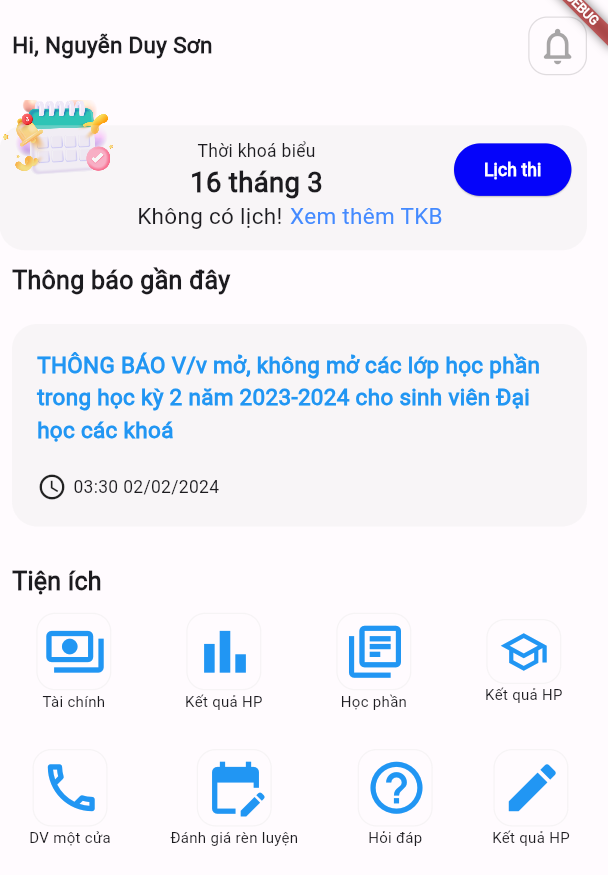 DEBUG
Hi, Nguyễn Duy Sơn
Thời khoá biểu
16 tháng 3
Lịch thi
Không có lịch! Xem thêm TKB
Thông báo gần đây
THÔNG BÁO V/v mở, không mở các lớp học phần
trong học kỳ 2 năm 2023-2024 cho sinh viên Đại
học các khoá
03:30 02/02/2024
Tiện ích
Tài chính
Kết quả HP
Học phần
Kết quả HP
DV một cửa
Đánh giá rèn luyện
Hỏi đáp
Kết quả HP